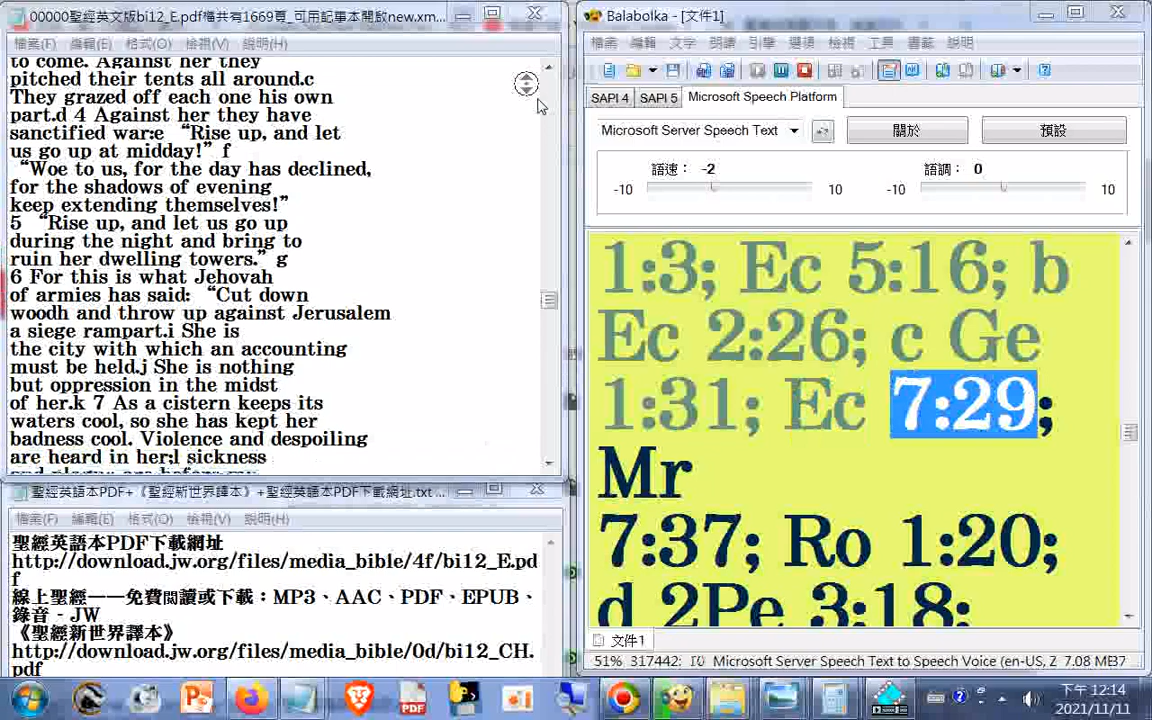 00000聖經英文版bi12_E.pdf檔共有1669頁_可用記事本開啟new.xm...
檔案(F) 編輯(E) 格式(O) 檢視(V) 說明(H)
to come. Against her they
pitched their tents all around.c
They grazed off each one his own
part.d 4 Against her they have
sanctified war:e “Rise up, and let
us go up at midday!” f
“Woe to us, for the day has declined,
for the shadows of evening
keep extending themselves!”
5 “Rise up, and let us go up
during the night and bring to
ruin her dwelling towers.” g
6 For this is what Jehovah
of armies has said: “Cut down
woodh and throw up against Jerusalem
a siege rampart.i She is
the city with which an accounting
must be held.j She is nothing
but oppression in the midst
of her.k 7 As a cistern keeps its
waters cool, so she has kept her
badness cool. Violence and despoiling
are heard in her;l sickness
聖經英語本PDF+《聖經新世界譯本》+聖經英語本PDF下載網址.txt ...
檔案(F) 編輯(E) 格式(O) 檢視(V) 說明(H)
聖經英語本PDF下載網址
http://download.jw.org/files/media_bible/4f/bi12_E.pd
f
線上聖經——免費閱讀或下載：MP3、AAC、PDF、EPUB、
錄音 - JW
《聖經新世界譯本》
http://download.jw.org/files/media_bible/0d/bi12_CH.
pdf
Balabolka - [文件1]
檔案 編輯 文字 朗讀 引擎 選項 檢視 工具 書籤 說明
SAPI 4 SAPI 5 Microsoft Speech Platform
Microsoft Server Speech Text 關於 預設
語速： -2 語調： 0
-10 10 -10 10
1:3; Ec 5:16; b
Ec 2:26; c Ge
1:31; Ec 7:29;
Mr
7:37; Ro 1:20;
d 2Pe 3:18;
文件1
51% 317442: Microsoft Server Speech Text to Speech Voice (en-US, Z 7.08 MB
下午 12:14
2021/11/11